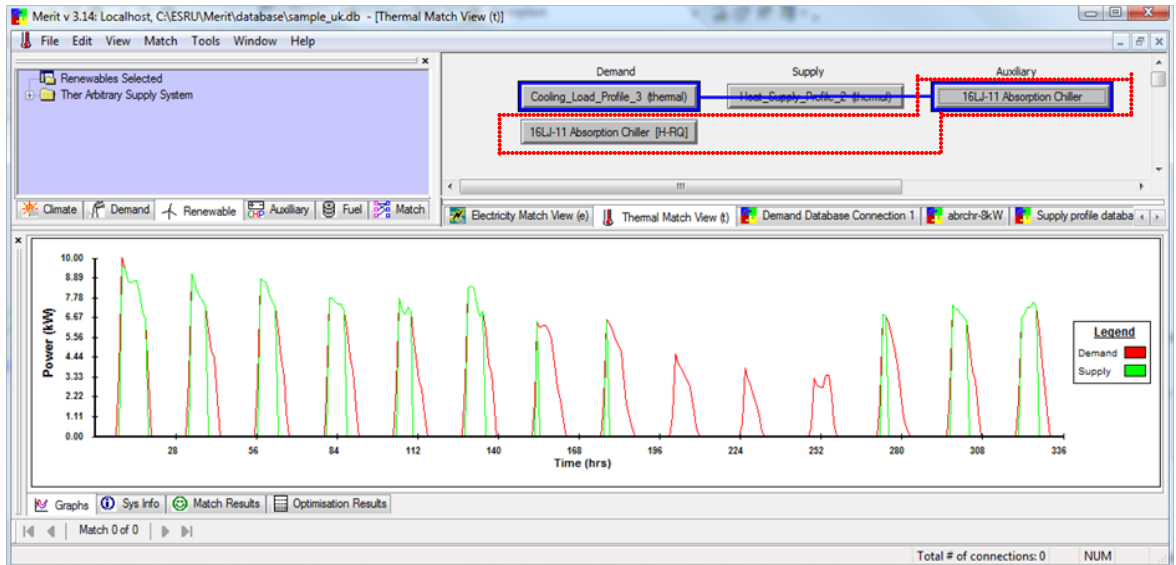 Merit v 3.14: Localhost, C\ESRU\Merit\database\sample_uk.db - [Thermal Match View (t)]
File Edit View Match Tools Window Help
Renewables Selected
Ther Arbitrary Supply System
Demand Supply Auxiliary
Cooling_Load_Profile_3 (thermal) Heat_Supply_Profile_2 (thermal) 16LJ-11 Absorption Chiller
16LJ-11 Absorption Chiller [H-RQ]
Climate Demand Renewable CHP Auxiliary Fuel Match
Electricity Match View (e) Thermal Match View (t) Demand Database Connection 1 abrchr-8kW Supply profile databa
10.00
8.89
7.78
6.67
5.56
4.44
3.33
2.22
1.11
0.00
Power (kW)
28 56 84 112 140 168 196 224 252 280 308 336
Time (hrs)
Legend
Demand
Supply
Graphs Sys Info Match Results Optimisation Results
Match 0 of 0
Total # of connections: 0 NUM